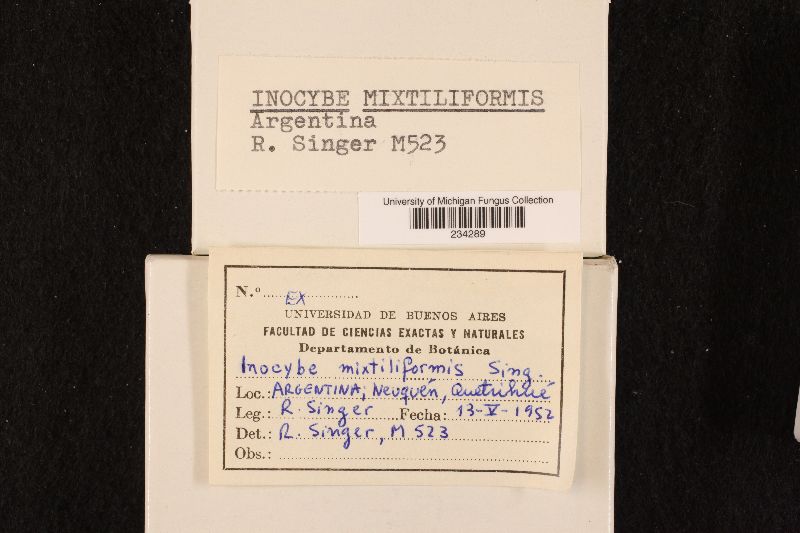 INOCYBE MIXTILIFORMIS
Argentina
R. Singer M523
University of Michigan Fungus Collection
234289
N.º EX
UNIVERSIDAD DE BUENOS AIRES
FACULTAD DE CIENCIAS EXACTAS Y NATURALES
Departamento de Botánica
Inocybe mixtiliformis Sing.
Loc.: ARGENTINA, Neuquén, Quetrihué
Leg.: R. Singer Fecha: 13-V-1952
Det.: R. Singer, M 523
Obs.: